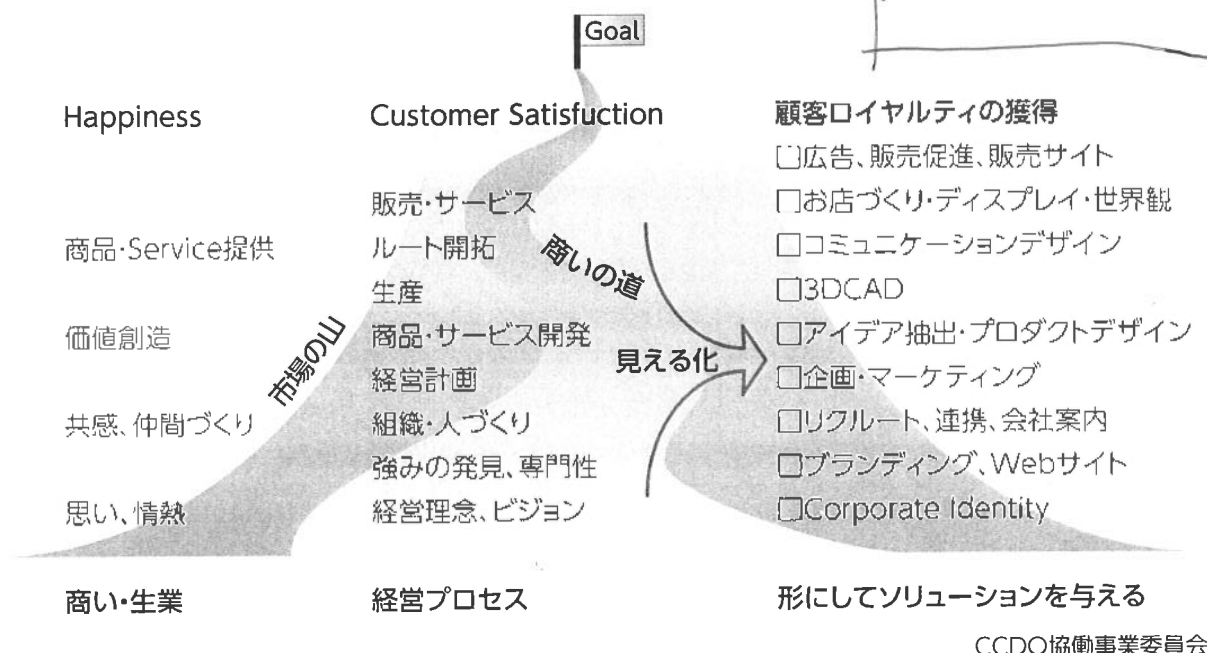 Goal
Happiness
Customer Satisfuction
顧客ロイヤルティの獲得
□広告、販売促進、販売サイト
販売・サービス
□お店づくり・ディスプレイ・世界観
商品・Service提供
ルート開拓
商いの道
□コミュニケーションデザイン
生産
□3DCAD
価値創造
市場の山
商品・サービス開発
見える化
□アイデア抽出・プロダクトデザイン
経営計画
□企画・マーケティング
共感、仲間づくり
組織・人づくり
□リクルート、連携、会社案内
強みの発見、専門性
□ブランディング、Webサイト
思い、情熱
経営理念、ビジョン
□Corporate Identity
商い・生業
経営プロセス
形にしてソリューションを与える
CCDO協働事業委員会